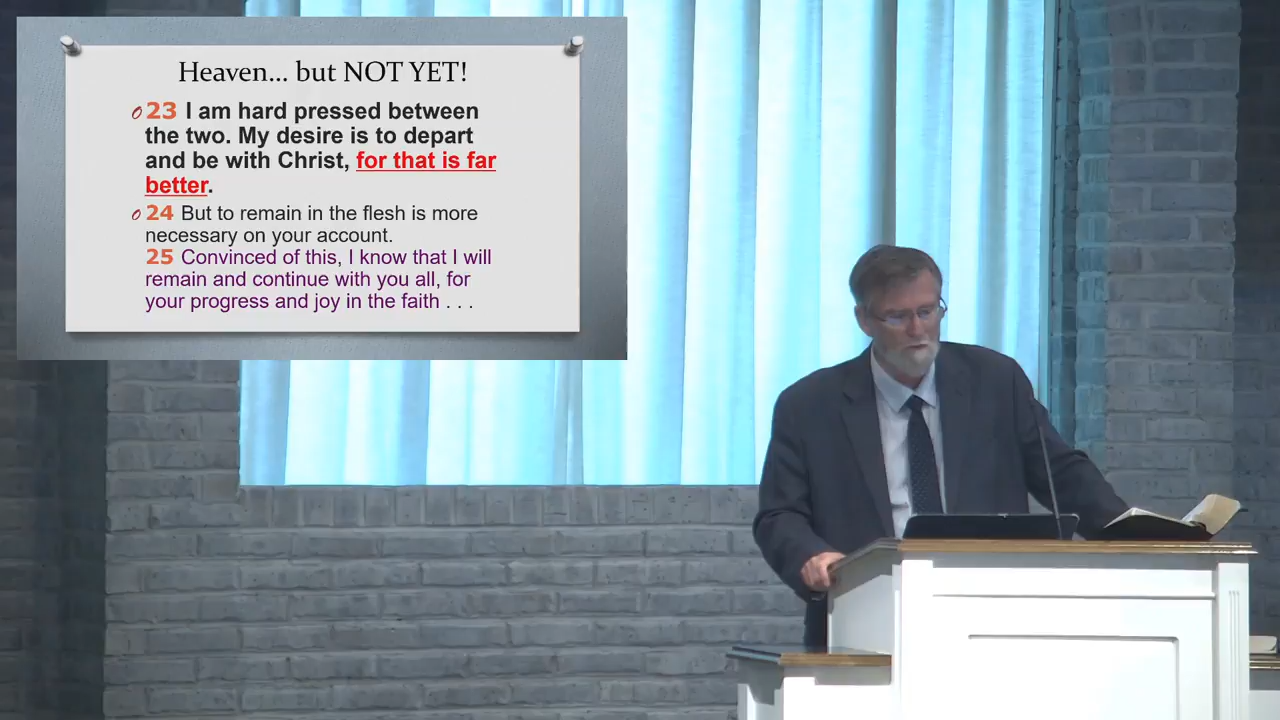 Heaven... but NOT YET!
23 I am hard pressed between
the two. My desire is to depart
and be with Christ, for that is far
better.
24 But to remain in the flesh is more
necessary on your account.
25 Convinced of this, I know that I will
remain and continue with you all, for
your progress and joy in the faith . . .